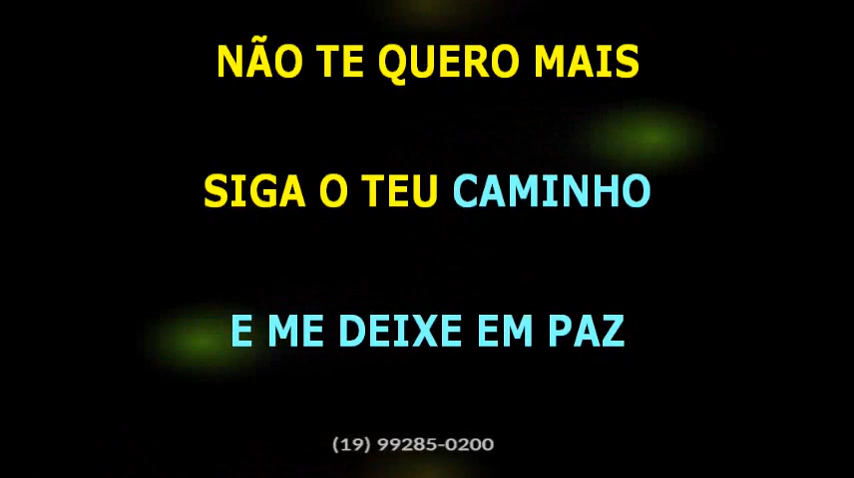 NÃO TE QUERO MAIS
SIGA O TEU CAMINHO
E ME DEIXE EM PAZ
(19) 99285-0200